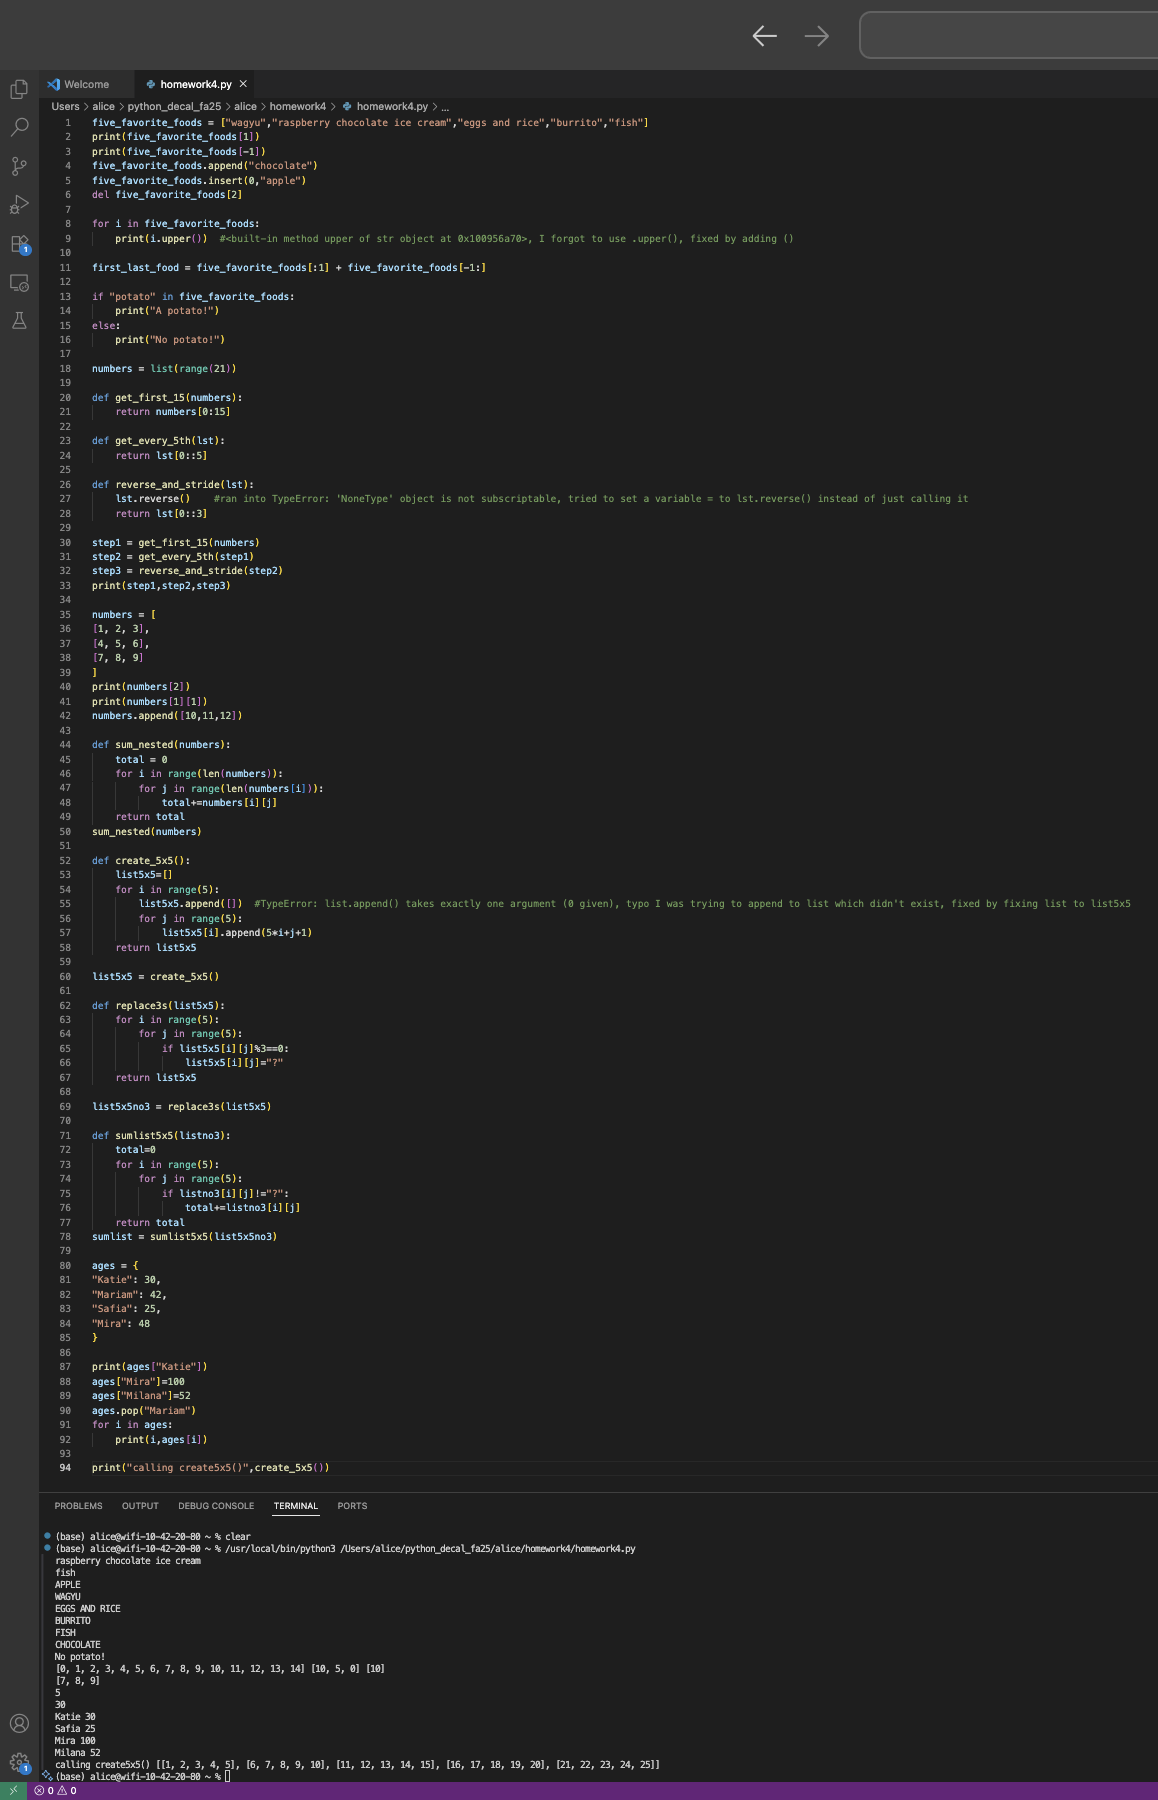 Welcome homework4.py
Users > alice > python_decal_fa25 > alice > homework4 > homework4.py > ...
1 five_favorite_foods = ["wagyu","raspberry chocolate ice cream","eggs and rice","burrito","fish"]
2 print(five_favorite_foods[1])
3 print(five_favorite_foods[-1])
4 five_favorite_foods.append("chocolate")
5 five_favorite_foods.insert(0,"apple")
6 del five_favorite_foods[2]
7
8 for i in five_favorite_foods:
9     print(i.upper())  #<built-in method upper of str object at 0x100956a70>, I forgot to use .upper(), fixed by adding ()
10
11 first_last_food = five_favorite_foods[:1] + five_favorite_foods[-1:]
12
13 if "potato" in five_favorite_foods:
14     print("A potato!")
15 else:
16     print("No potato!")
17
18 numbers = list(range(21))
19
20 def get_first_15(numbers):
21     return numbers[0:15]
22
23 def get_every_5th(lst):
24     return lst[0::5]
25
26 def reverse_and_stride(lst):
27     lst.reverse()    #ran into TypeError: 'NoneType' object is not subscriptable, tried to set a variable = to lst.reverse() instead of just calling it
28     return lst[0::3]
29
30 step1 = get_first_15(numbers)
31 step2 = get_every_5th(step1)
32 step3 = reverse_and_stride(step2)
33 print(step1,step2,step3)
34
35 numbers = [
36 [1, 2, 3],
37 [4, 5, 6],
38 [7, 8, 9]
39 ]
40 print(numbers[2])
41 print(numbers[1][1])
42 numbers.append([10,11,12])
43
44 def sum_nested(numbers):
45     total = 0
46     for i in range(len(numbers)):
47         for j in range(len(numbers[i])):
48             total+=numbers[i][j]
49     return total
50 sum_nested(numbers)
51
52 def create_5x5():
53     list5x5=[]
54     for i in range(5):
55         list5x5.append([])  #TypeError: list.append() takes exactly one argument (0 given), typo I was trying to append to list which didn't exist, fixed by fixing list to list5x5
56         for j in range(5):
57             list5x5[i].append(5*i+j+1)
58     return list5x5
59
60 list5x5 = create_5x5()
61
62 def replace3s(list5x5):
63     for i in range(5):
64         for j in range(5):
65             if list5x5[i][j]%3==0:
66                 list5x5[i][j]="?"
67     return list5x5
68
69 list5x5no3 = replace3s(list5x5)
70
71 def sumlist5x5(listno3):
72     total=0
73     for i in range(5):
74         for j in range(5):
75             if listno3[i][j]!="?":
76                 total+=listno3[i][j]
77     return total
78 sumlist = sumlist5x5(list5x5no3)
79
80 ages = {
81 "Katie": 30,
82 "Mariam": 42,
83 "Safia": 25,
84 "Mira": 48
85 }
86
87 print(ages["Katie"])
88 ages["Mira"]=100
89 ages["Milana"]=52
90 ages.pop("Mariam")
91 for i in ages:
92     print(i,ages[i])
93
94 print("calling create5x5()",create_5x5())
PROBLEMS OUTPUT DEBUG CONSOLE TERMINAL PORTS
(base) alice@wifi-10-42-20-80 ~ % clear
(base) alice@wifi-10-42-20-80 ~ % /usr/local/bin/python3 /Users/alice/python_decal_fa25/alice/homework4/homework4.py
raspberry chocolate ice cream
fish
APPLE
WAGYU
EGGS AND RICE
BURRITO
FISH
CHOCOLATE
No potato!
[0, 1, 2, 3, 4, 5, 6, 7, 8, 9, 10, 11, 12, 13, 14] [10, 5, 0] [10]
[7, 8, 9]
5
30
Katie 30
Safia 25
Mira 100
Milana 52
calling create5x5() [[1, 2, 3, 4, 5], [6, 7, 8, 9, 10], [11, 12, 13, 14, 15], [16, 17, 18, 19, 20], [21, 22, 23, 24, 25]]
(base) alice@wifi-10-42-20-80 ~ %
1
1
0 0